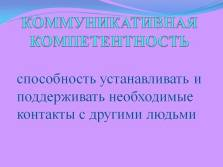 КОММУНИКАТИВНАЯ
КОМПЕТЕНТНОСТЬ
способность устанавливать и
поддерживать необходимые
контакты с другими людьми